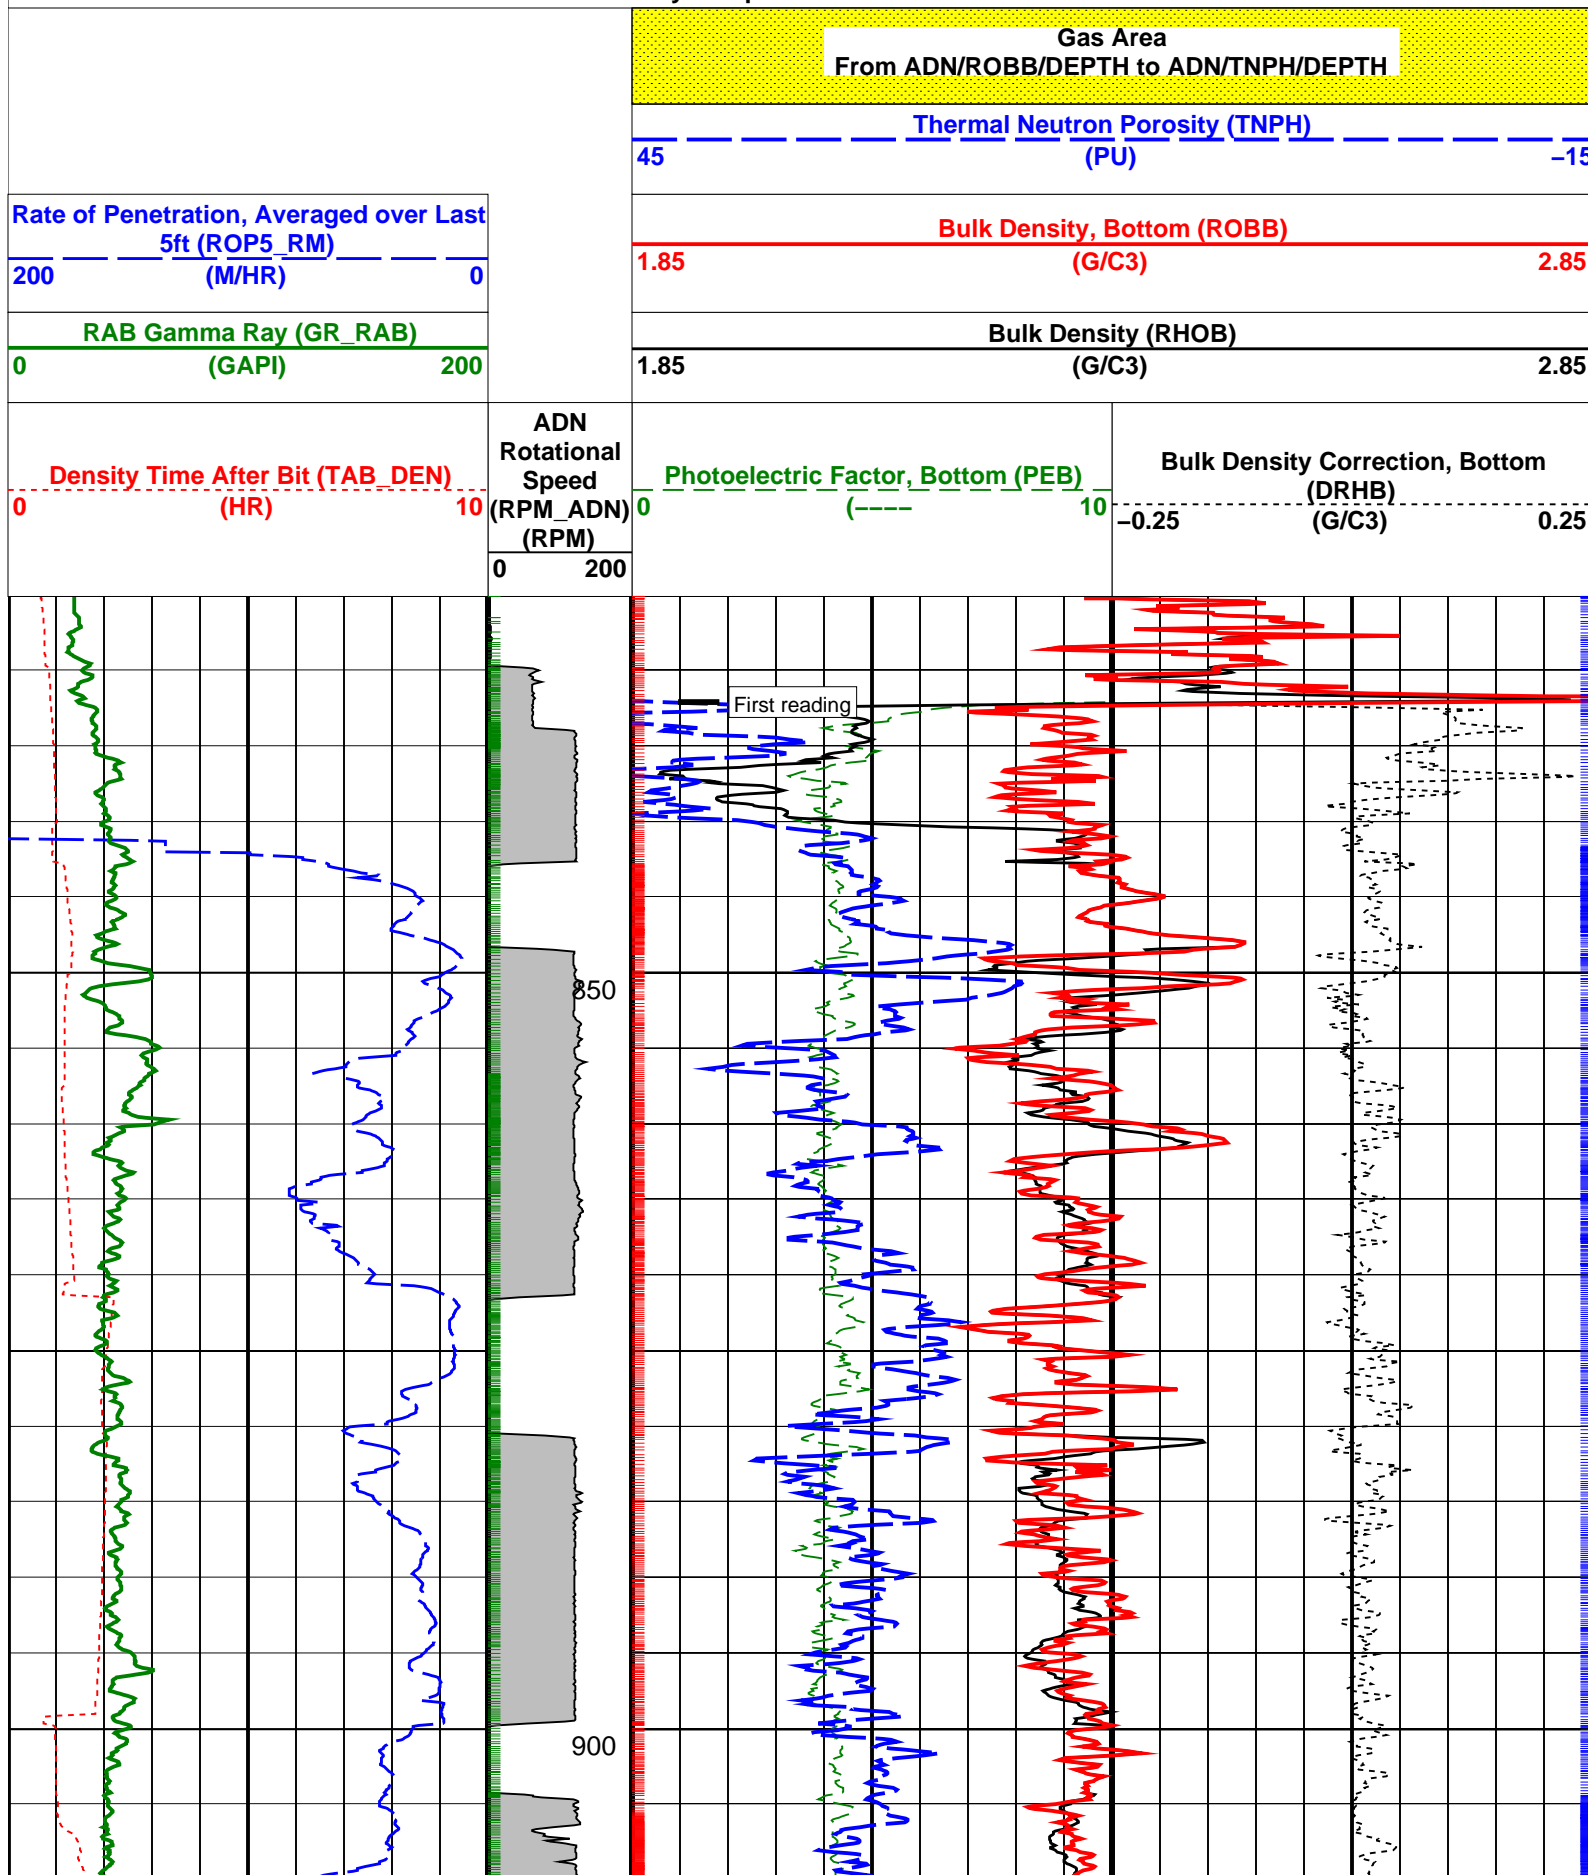 Gas Area
From ADN/ROBB/DEPTH to ADN/TNPH/DEPTH
Thermal Neutron Porosity (TNPH)
45 (PU) −15
Rate of Penetration, Averaged over Last
5ft (ROP5_RM)
200 (M/HR) 0
Bulk Density, Bottom (ROBB)
1.85 (G/C3) 2.85
RAB Gamma Ray (GR_RAB)
0 (GAPI) 200
Bulk Density (RHOB)
1.85 (G/C3) 2.85
Density Time After Bit (TAB_DEN)
0 (HR) 10
ADN
Rotational
Speed
(RPM_ADN)
(RPM)
0 200
Photoelectric Factor, Bottom (PEB)
0 (−−−− 10
Bulk Density Correction, Bottom
(DRHB)
−0.25 (G/C3) 0.25
First reading
850
900